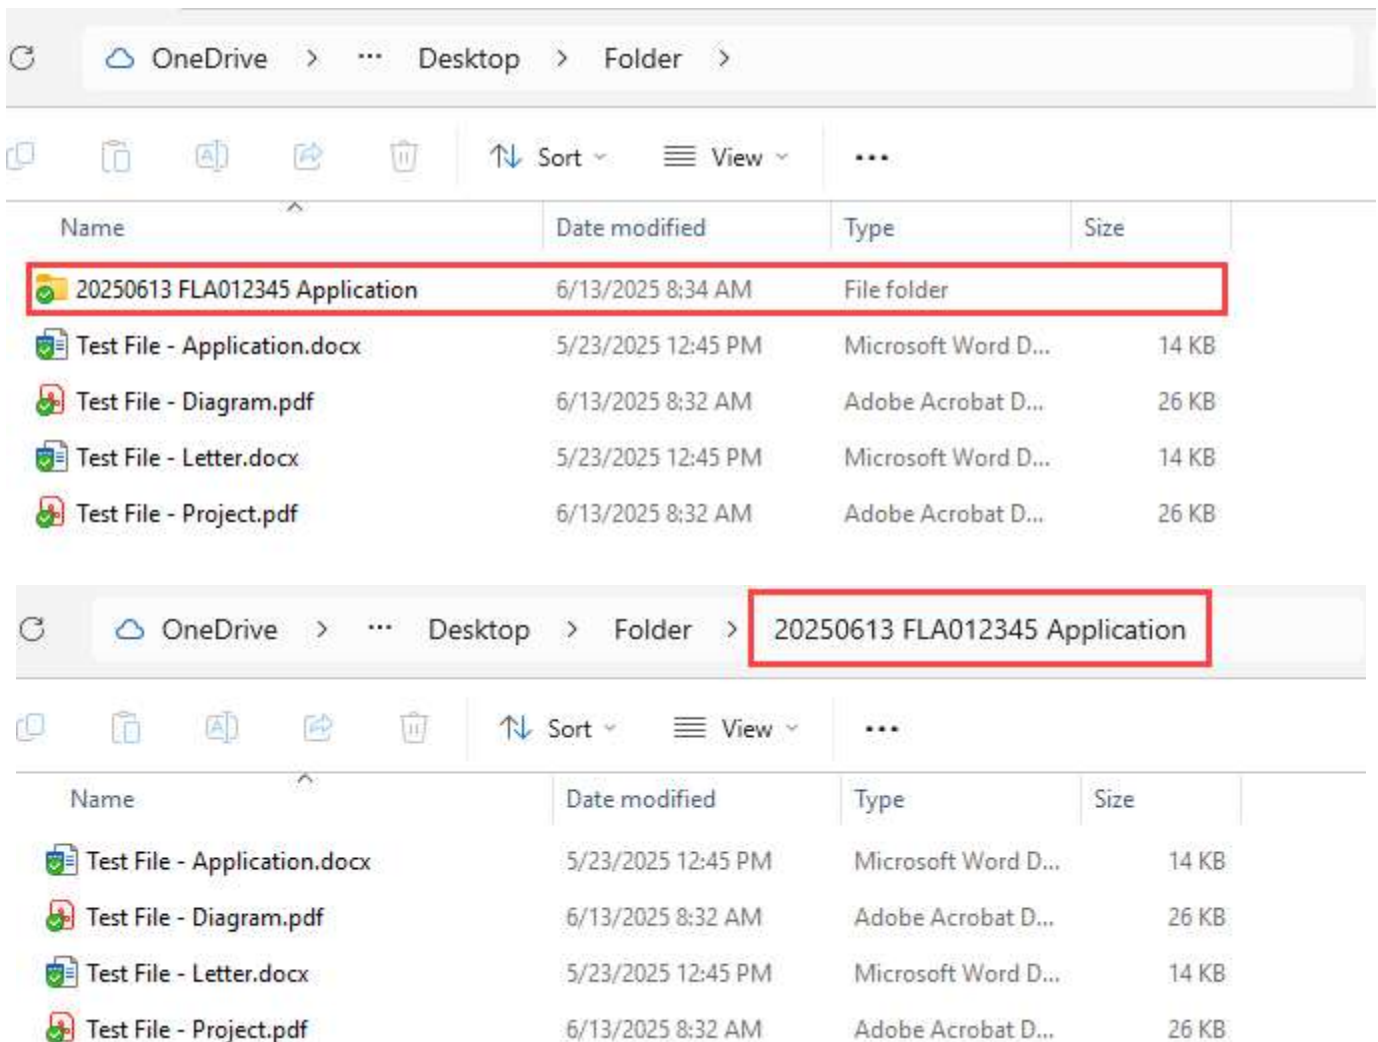 OneDrive > ... Desktop > Folder >
Sort View ...
Name Date modified Type Size
20250613 FLA012345 Application 6/13/2025 8:34 AM File folder
Test File - Application.docx 5/23/2025 12:45 PM Microsoft Word D... 14 KB
Test File - Diagram.pdf 6/13/2025 8:32 AM Adobe Acrobat D... 26 KB
Test File - Letter.docx 5/23/2025 12:45 PM Microsoft Word D... 14 KB
Test File - Project.pdf 6/13/2025 8:32 AM Adobe Acrobat D... 26 KB
OneDrive > ... Desktop > Folder > 20250613 FLA012345 Application
Sort View ...
Name Date modified Type Size
Test File - Application.docx 5/23/2025 12:45 PM Microsoft Word D... 14 KB
Test File - Diagram.pdf 6/13/2025 8:32 AM Adobe Acrobat D... 26 KB
Test File - Letter.docx 5/23/2025 12:45 PM Microsoft Word D... 14 KB
Test File - Project.pdf 6/13/2025 8:32 AM Adobe Acrobat D... 26 KB